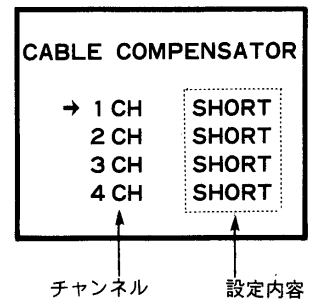 CABLE COMPENSATOR
→ 1 CH SHORT
2 CH SHORT
3 CH SHORT
4 CH SHORT
チャンネル 設定内容